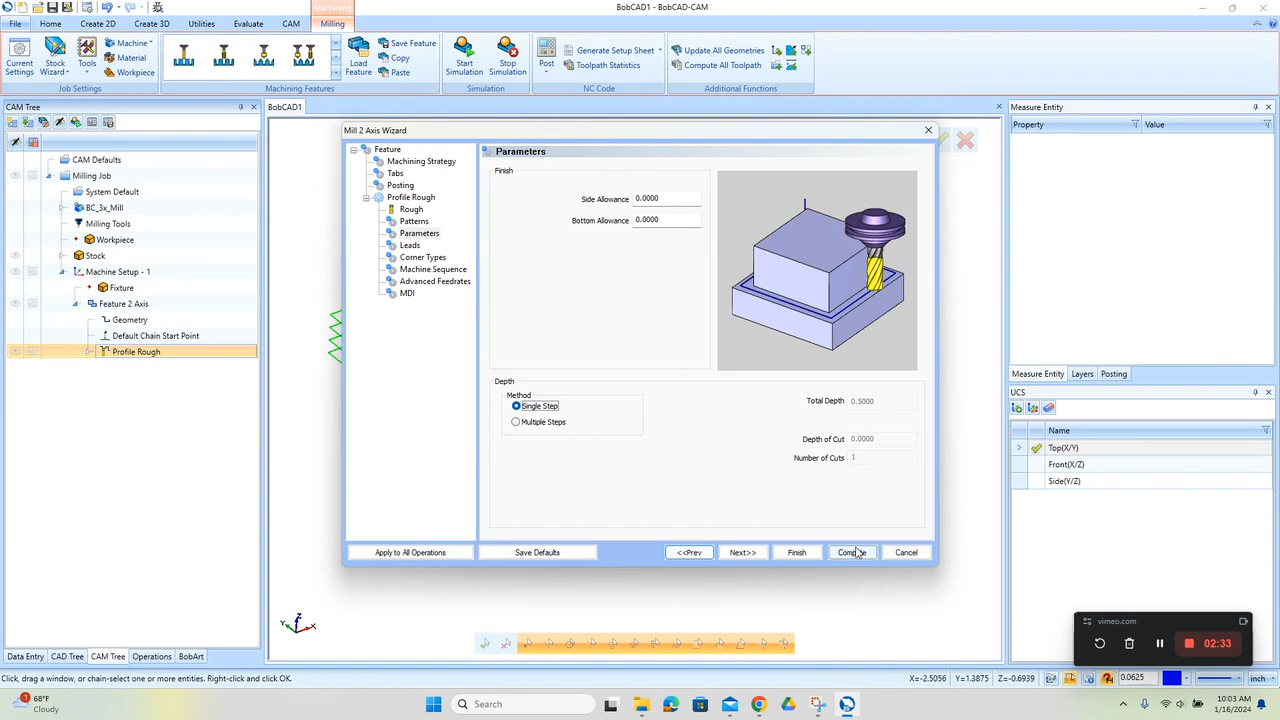 BobCAD1 - BobCAD-CAM
Machining
File
Home
Create 2D
Create 3D
Utilities
Evaluate
CAM
Milling
Current Settings
Stock Wizard
Tools
Machine
Material
Workpiece
Job Settings
Load Feature
Save Feature
Copy
Paste
Machining Features
Start Simulation
Stop Simulation
Simulation
Post
Generate Setup Sheet
Toolpath Statistics
NC Code
Update All Geometries
Compute All Toolpath
Additional Functions
CAM Tree
BobCAD1
Measure Entity
Property
Value
CAM Defaults
Milling Job
System Default
BC_3x_Mill
Milling Tools
Workpiece
Stock
Machine Setup - 1
Fixture
Feature 2 Axis
Geometry
Default Chain Start Point
Profile Rough
Mill 2 Axis Wizard
Feature
Machining Strategy
Tabs
Posting
Profile Rough
Rough
Patterns
Parameters
Leads
Corner Types
Machine Sequence
Advanced Feedrates
MDI
Parameters
Finish
Side Allowance 0.0000
Bottom Allowance 0.0000
Depth
Method
Single Step
Multiple Steps
Total Depth 0.5000
Depth of Cut 0.0000
Number of Cuts 1
Apply to All Operations
Save Defaults
<<Prev
Next>>
Finish
Cancel
Measure Entity
Layers
Posting
UCS
Name
Top(X/Y)
Front(X/Z)
Side(Y/Z)
Z
Y
X
vimeo.com
02:33
Data Entry
CAD Tree
CAM Tree
Operations
BobArt
Click, drag a window, or chain-select one or more entities. Right-click and click OK.
X=-2.5056
Y=1.3875
Z=-0.6939
0.0625
inch
68°F
Cloudy
Search
10:03 AM
1/16/2024